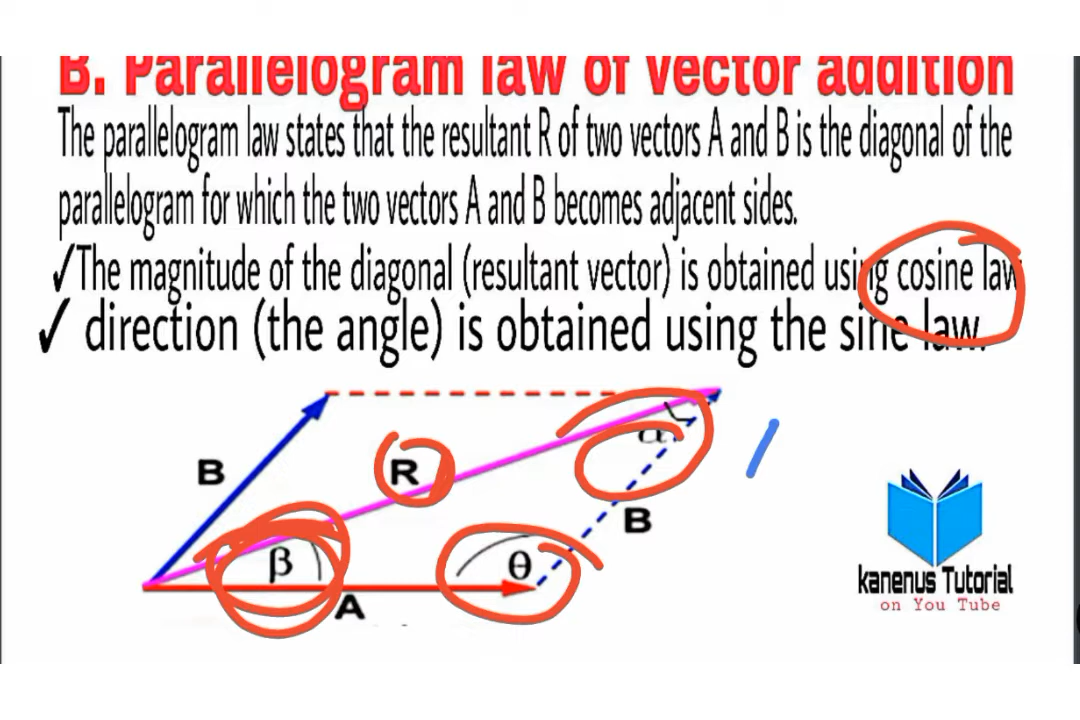 B. Parallelogram law of vector addition
The parallelogram law states that the resultant R of two vectors A and B is the diagonal of the
parallelogram for which the two vectors A and B becomes adjacent sides.
✓The magnitude of the diagonal (resultant vector) is obtained using cosine law
✓ direction (the angle) is obtained using the sine law.
α
B
R
B
β
θ
A
kanenus Tutorial
on You Tube